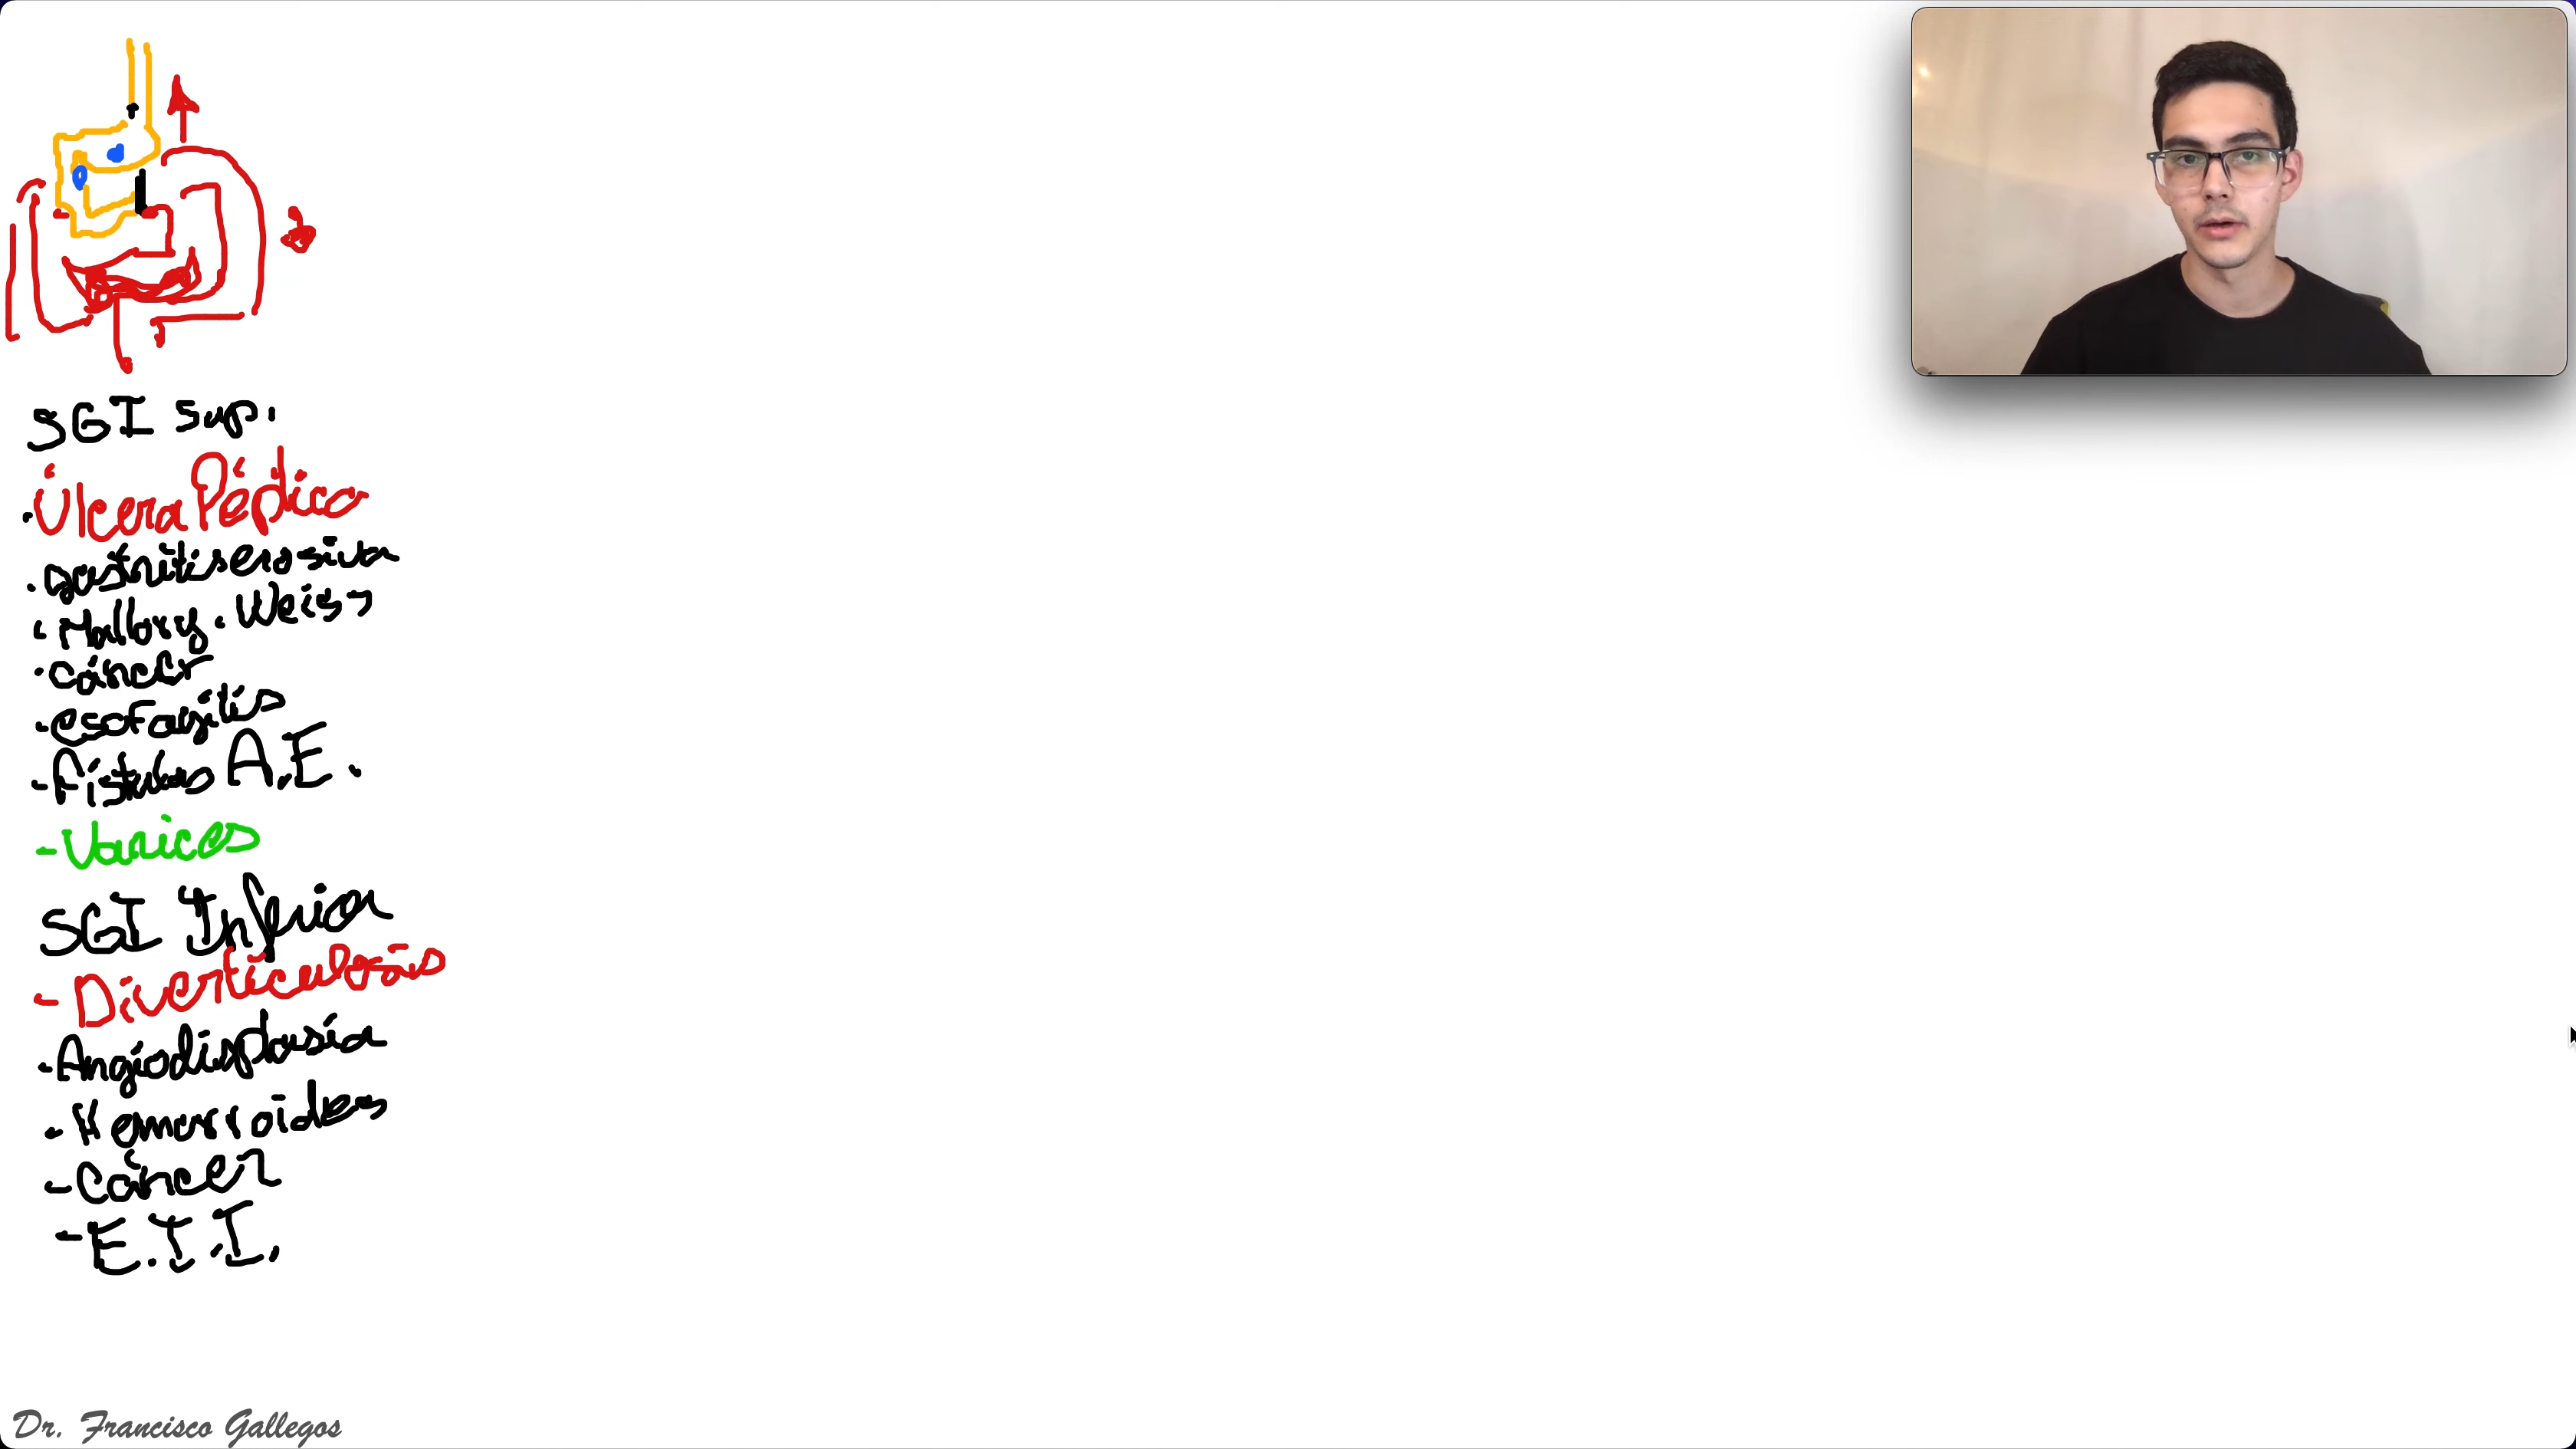 SGI Sup.
· Úlcera Péptica
· gastritis erosiva
· Mallory-Weiss
· cáncer
- esofagitis
- Fístulas A.E.
- Varices
SGI Inferior
- Diverticulosis
- Angiodisplasia
- Hemorroides
- Cáncer
- E.I.I.
Dr. Francisco Gallegos